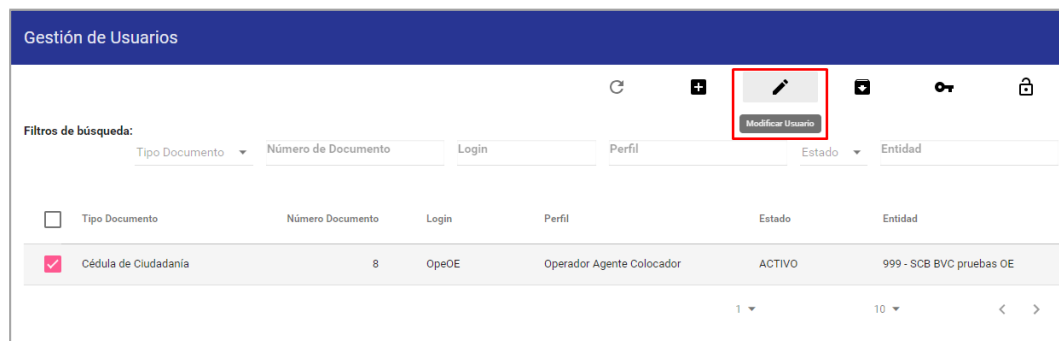 Gestión de Usuarios
Modificar Usuario
Filtros de búsqueda:
Tipo Documento Número de Documento Login Perfil Estado Entidad
Tipo Documento Número Documento Login Perfil Estado Entidad
Cédula de Ciudadanía 8 OpeOE Operador Agente Colocador ACTIVO 999 - SCB BVC pruebas OE
1 10